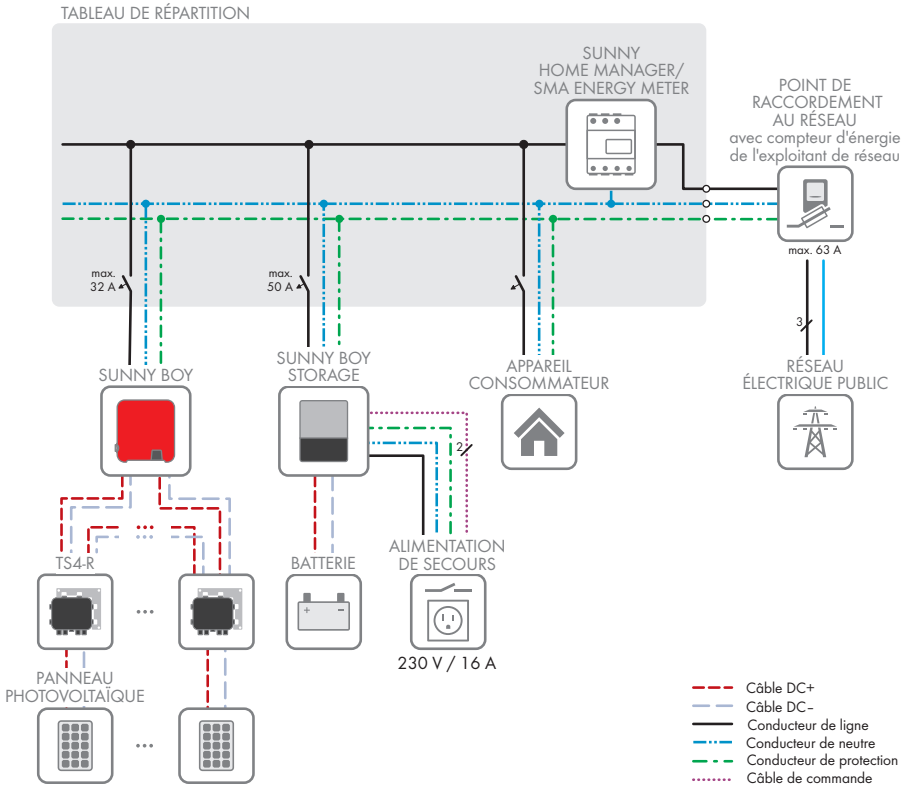 TABLEAU DE RÉPARTITION
SUNNY
HOME MANAGER/
SMA ENERGY METER
POINT DE
RACCORDEMENT
AU RÉSEAU
avec compteur d'énergie
de l'exploitant de réseau
max. 63 A
max.
32 A
max.
50 A
3
SUNNY BOY
SUNNY BOY
STORAGE
APPAREIL
CONSOMMATEUR
RÉSEAU
ÉLECTRIQUE PUBLIC
2
TS4-R
BATTERIE
ALIMENTATION
DE SECOURS
230 V / 16 A
PANNEAU
PHOTOVOLTAÏQUE
Câble DC+
Câble DC–
Conducteur de ligne
Conducteur de neutre
Conducteur de protection
Câble de commande